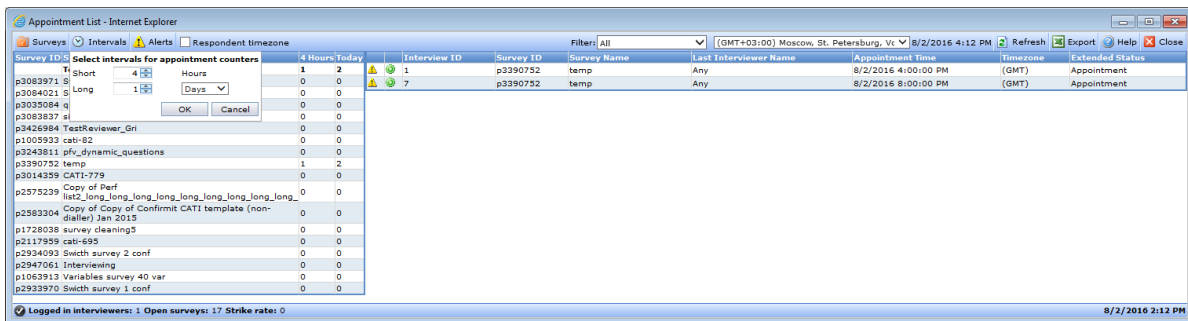 Appointment List - Internet Explorer
Surveys Intervals Alerts Respondent timezone Filter: All (GMT+03:00) Moscow, St. Petersburg, Vc 8/2/2016 4:12 PM Refresh Export Help Close
Survey ID S 4 Hours Today
Select intervals for appointment counters
Short 4 Hours
Long 1 Days
OK Cancel
1 2
p3083971 0 0
p3084021 0 0
p3035084 q 0 0
p3083837 0 0
p3426984 TestReviewer_Gri 0 0
p1005933 cati-82 0 0
p3243811 pfv_dynamic_questions 0 0
p3390752 temp 1 2
p3014359 CATI-779 0 0
p2575239 Copy of Perf
list2_long_long_long_long_long_long_long_long_long_ 0 0
p2583304 Copy of Copy of Confirmit CATI template (non-
dialler) Jan 2015 0 0
p1728038 survey cleaning5 0 0
p2117959 cati-695 0 0
p2934093 Swicth survey 2 conf 0 0
p2947061 Interviewing 0 0
p1063913 Variables survey 40 var 0 0
p2933970 Swicth survey 1 conf 0 0
Interview ID Survey ID Survey Name Last Interviewer Name Appointment Time Timezone Extended Status
1 p3390752 temp Any 8/2/2016 4:00:00 PM (GMT) Appointment
7 p3390752 temp Any 8/2/2016 8:00:00 PM (GMT) Appointment
Logged in interviewers: 1 Open surveys: 17 Strike rate: 0 8/2/2016 2:12 PM